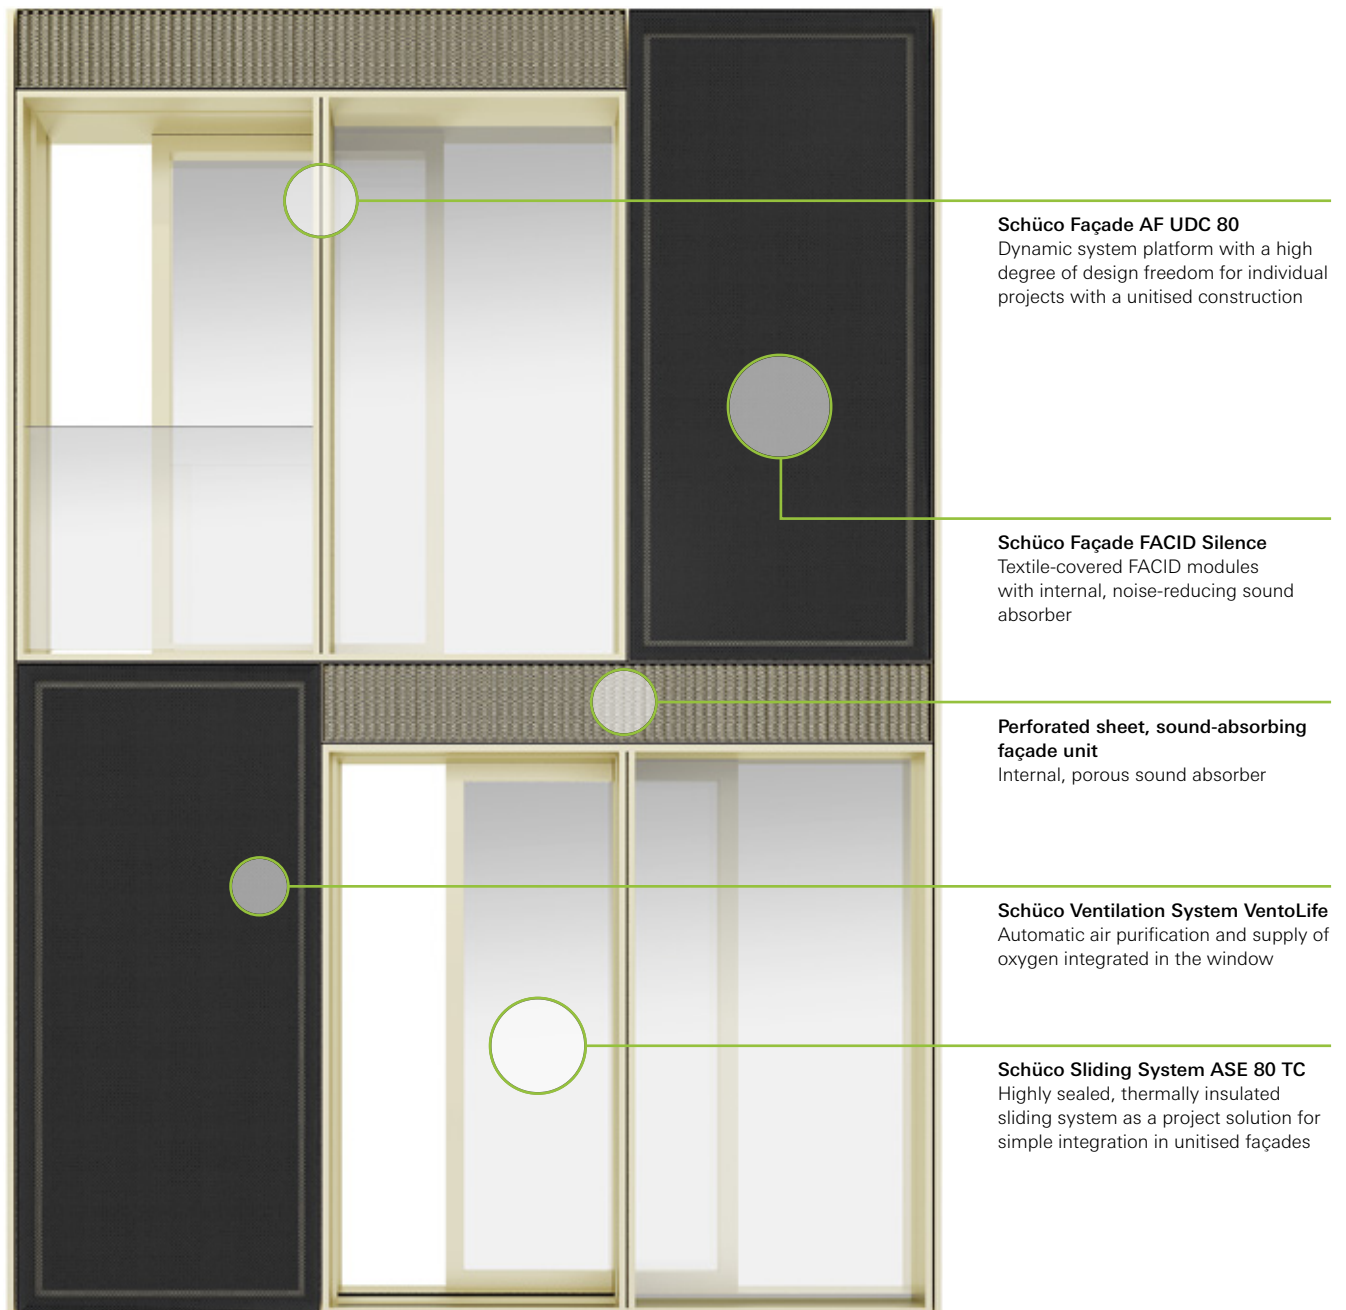 Schüco Façade AF UDC 80
Dynamic system platform with a high
degree of design freedom for individual
projects with a unitised construction
Schüco Façade FACID Silence
Textile-covered FACID modules
with internal, noise-reducing sound
absorber
Perforated sheet, sound-absorbing
façade unit
Internal, porous sound absorber
Schüco Ventilation System VentoLife
Automatic air purification and supply of
oxygen integrated in the window
Schüco Sliding System ASE 80 TC
Highly sealed, thermally insulated
sliding system as a project solution for
simple integration in unitised façades